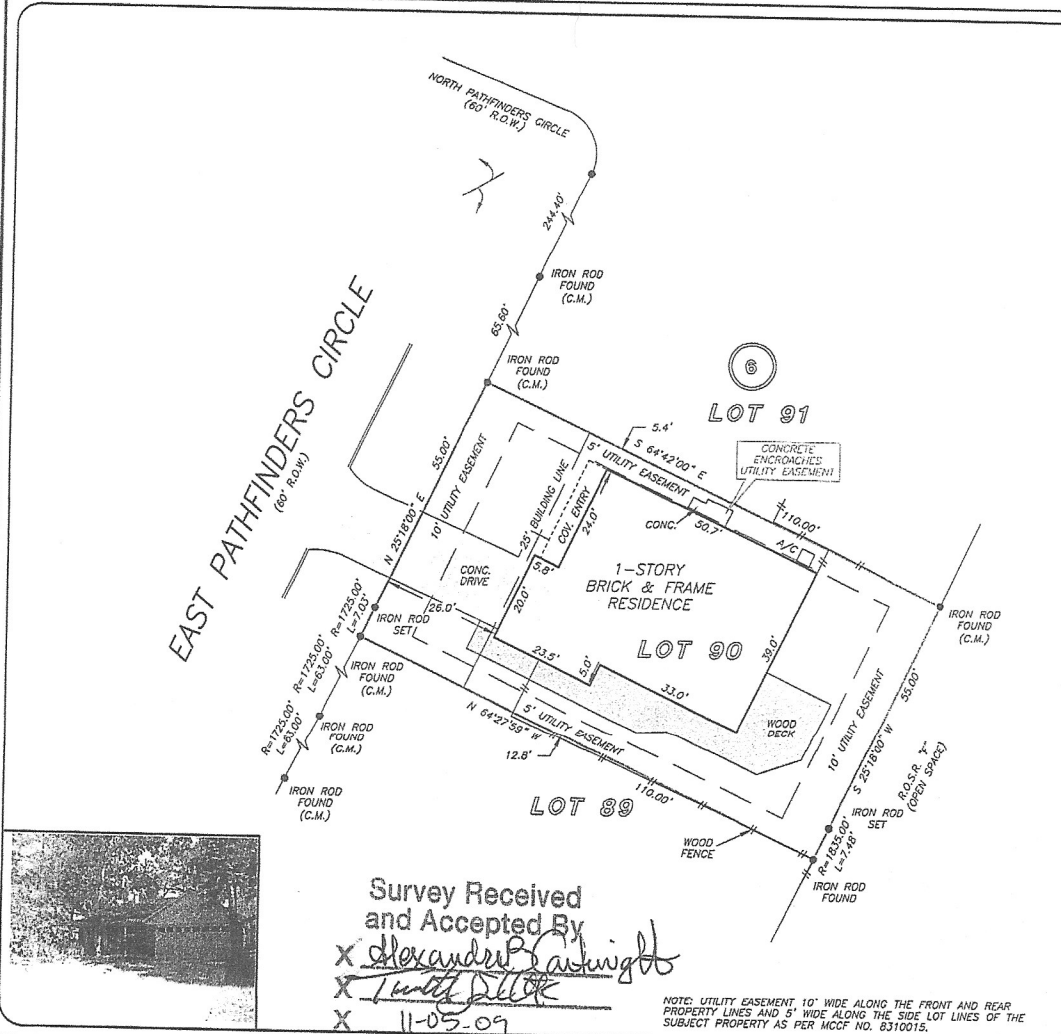 NORTH PATHFINDERS CIRCLE
(60' R.O.W.)
244.40'
IRON ROD
FOUND
(C.M.)
65.60'
IRON ROD
FOUND
(C.M.)
EAST PATHFINDERS CIRCLE
(60' R.O.W.)
6
LOT 91
5.4'
S 64°42'00" E
110.00'
CONCRETE
ENCROACHES
UTILITY EASEMENT
5' UTILITY EASEMENT
N 25°18'00" E
55.00'
10' UTILITY EASEMENT
25' BUILDING LINE
COV. ENTRY
24.0'
CONC.
50.7'
A/C
CONC.
DRIVE
5.8'
20.0'
26.0'
1-STORY
BRICK & FRAME
RESIDENCE
LOT 90
39.0'
23.5'
5.0'
33.0'
WOOD
DECK
IRON ROD
FOUND
(C.M.)
10' UTILITY EASEMENT
S 25°18'00" W
55.00'
R.O.S.R. "F"
(OPEN SPACE)
R=1725.00'
L=7.03'
IRON ROD
SET
R=1725.00'
L=63.00'
IRON ROD
FOUND
(C.M.)
R=1725.00'
L=63.00'
IRON ROD
FOUND
(C.M.)
IRON ROD
FOUND
(C.M.)
N 64°27'59" W
110.00'
5' UTILITY EASEMENT
12.8'
LOT 89
WOOD
FENCE
IRON ROD
SET
R=1835.00'
L=7.48'
IRON ROD
FOUND
Survey Received
and Accepted By
X Alexandra B Cartwright
X
X 11-05-09
NOTE: UTILITY EASEMENT 10' WIDE ALONG THE FRONT AND REAR
PROPERTY LINES AND 5' WIDE ALONG THE SIDE LOT LINES OF THE
SUBJECT PROPERTY AS PER MCCF NO. 8310015.